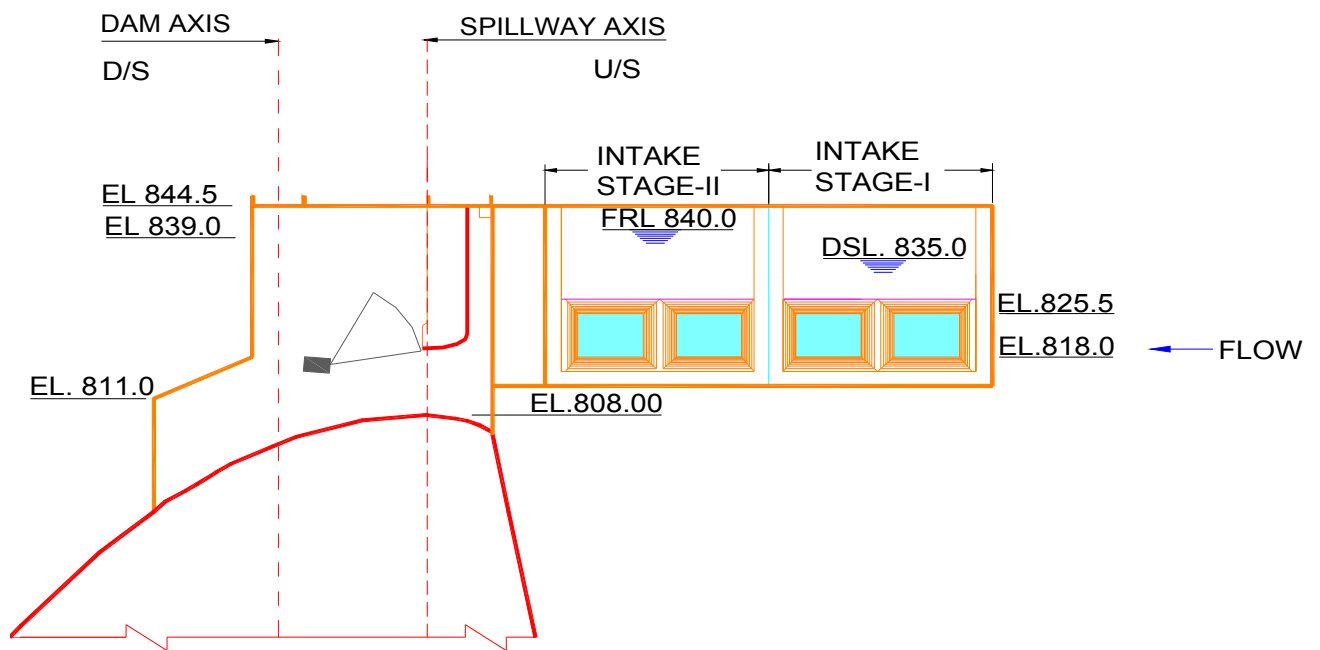 DAM AXIS
SPILLWAY AXIS
D/S
U/S
INTAKE
STAGE-II
INTAKE
STAGE-I
EL 844.5
FRL 840.0
EL 839.0
DSL. 835.0
EL.825.5
EL.818.0
FLOW
EL. 811.0
EL.808.00